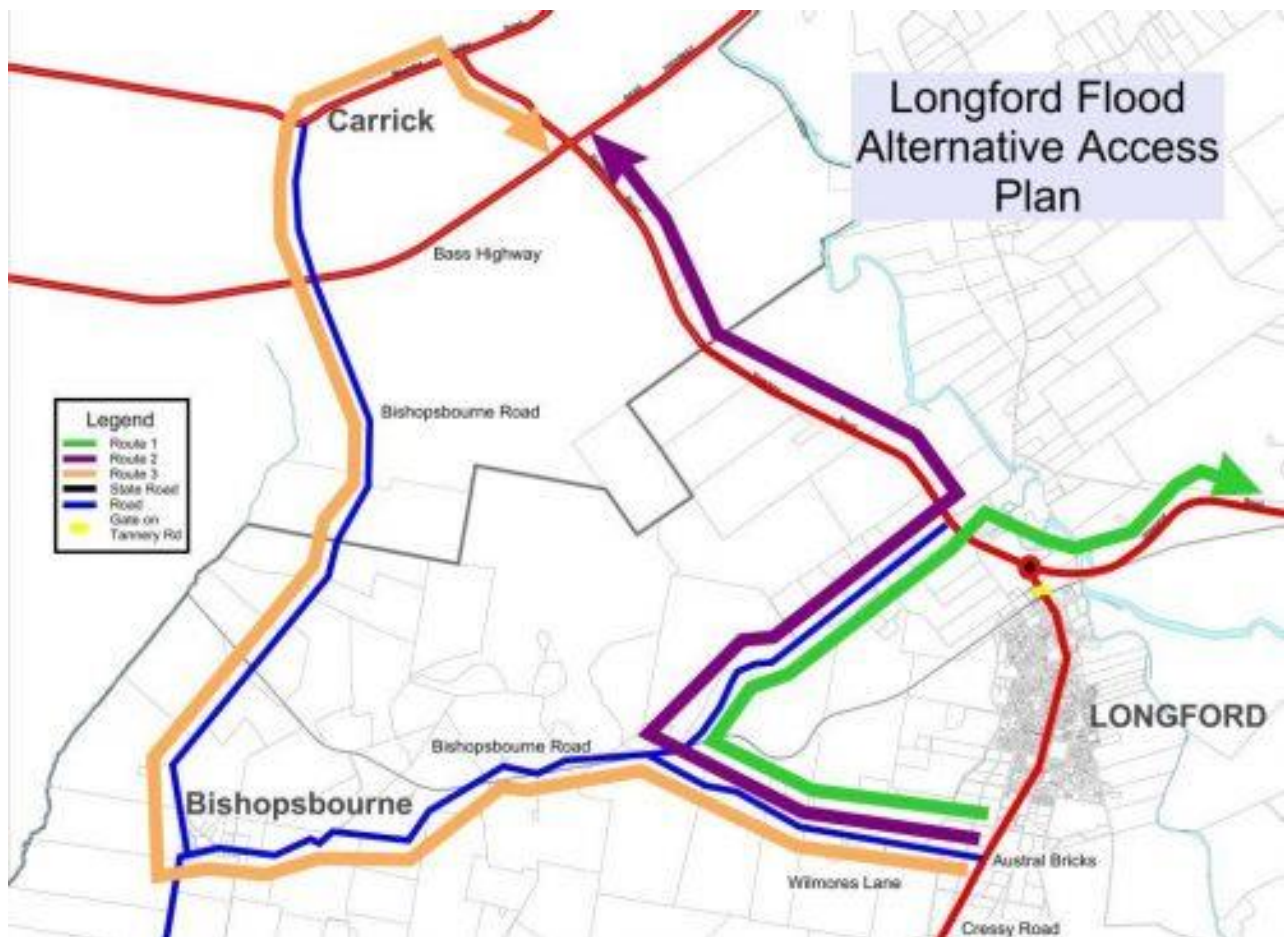 Longford Flood
Alternative Access
Plan
Carrick
Bass Highway
Bishopsbourne Road
Legend
Route 1
Route 2
Route 3
State Road
Road
Gate on
Tannery Rd
Bishopsbourne Road
LONGFORD
Bishopsbourne
Austral Bricks
Wilmores Lane
Cressy Road